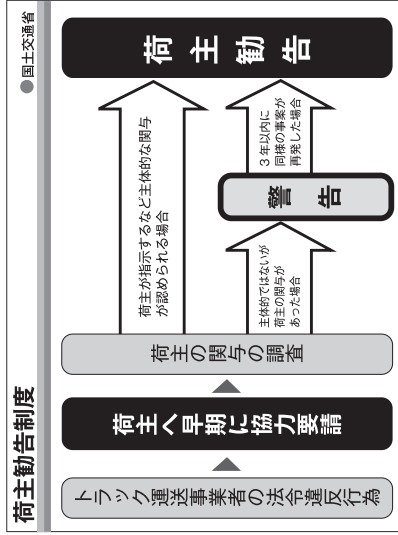 荷主勧告制度
●国土交通省
トラック運送事業者の法令違反行為
荷主へ早期に協力要請
荷主の関与の調査
荷主が指示するなど主体的な関与
が認められる場合
主体的ではないが
荷主の関与が
あった場合
警告
3年以内に
同様の事案が
再発した場合
荷主勧告